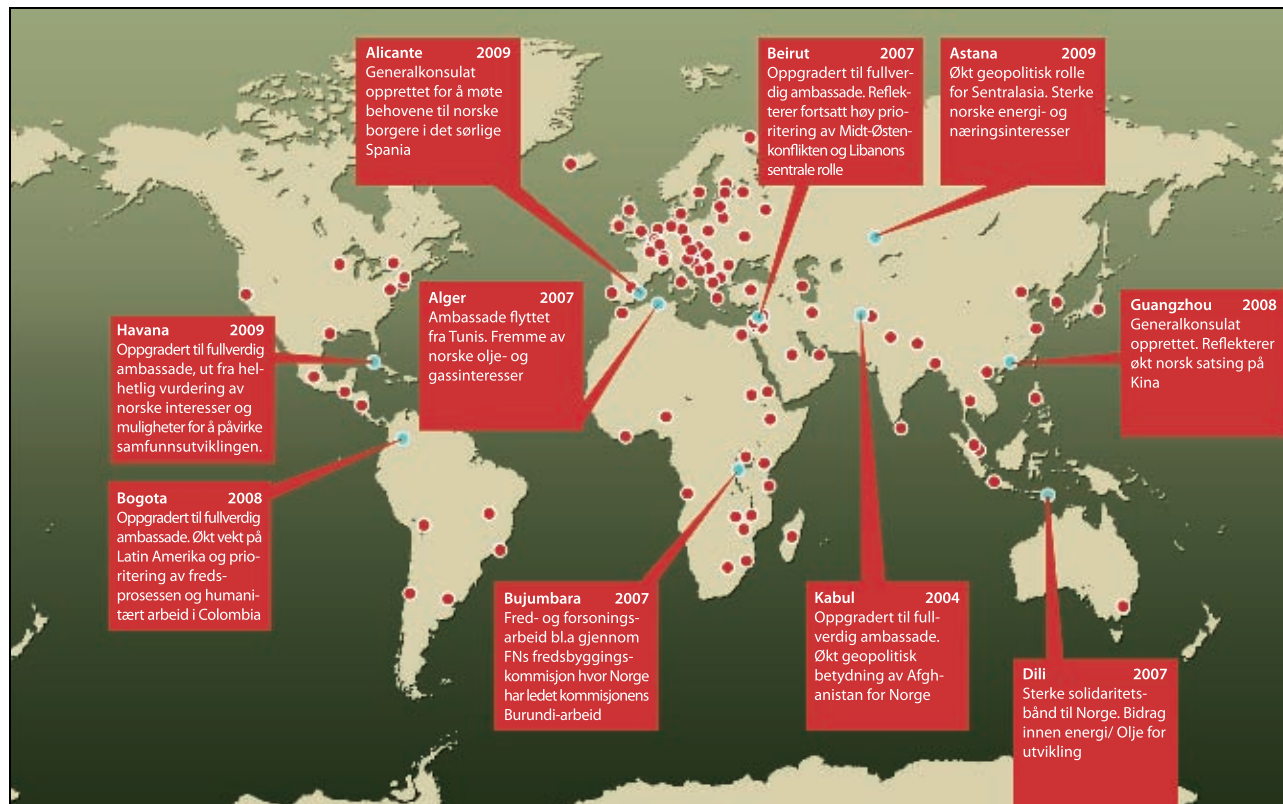 Alicante 2009
Generalkonsulat
opprettet for å møte
behovene til norske
borgere i det sørlige
Spania
Beirut 2007
Oppgradert til fullver-
dig ambassade. Reflek-
terer fortsatt høy prio-
ritering av Midt-Østen-
konflikten og Libanons
sentrale rolle
Astana 2009
Økt geopolitisk rolle
for Sentralasia. Sterke
norske energi- og
næringsinteresser
Alger 2007
Ambassade flyttet
fra Tunis. Fremme av
norske olje- og
gassinteresser
Guangzhou 2008
Generalkonsulat
opprettet. Reflekterer
økt norsk satsing på
Kina
Havana 2009
Oppgradert til fullverdig
ambassade, ut fra hel-
hetlig vurdering av
norske interesser og
muligheter for å påvirke
samfunnsutviklingen.
Bogota 2008
Oppgradert til fullverdig
ambassade. Økt vekt på
Latin Amerika og prio-
ritering av freds-
prosessen og humani-
tært arbeid i Colombia
Bujumbara 2007
Fred- og forsonings-
arbeid bl.a gjennom
FNs fredsbyggings-
kommisjon hvor Norge
har ledet kommisjonens
Burundi-arbeid
Kabul 2004
Oppgradert til full-
verdig ambassade.
Økt geopolitisk
betydning av Afgh-
anistan for Norge
Dili 2007
Sterke solidaritets-
bånd til Norge. Bidrag
innen energi/ Olje for
utvikling